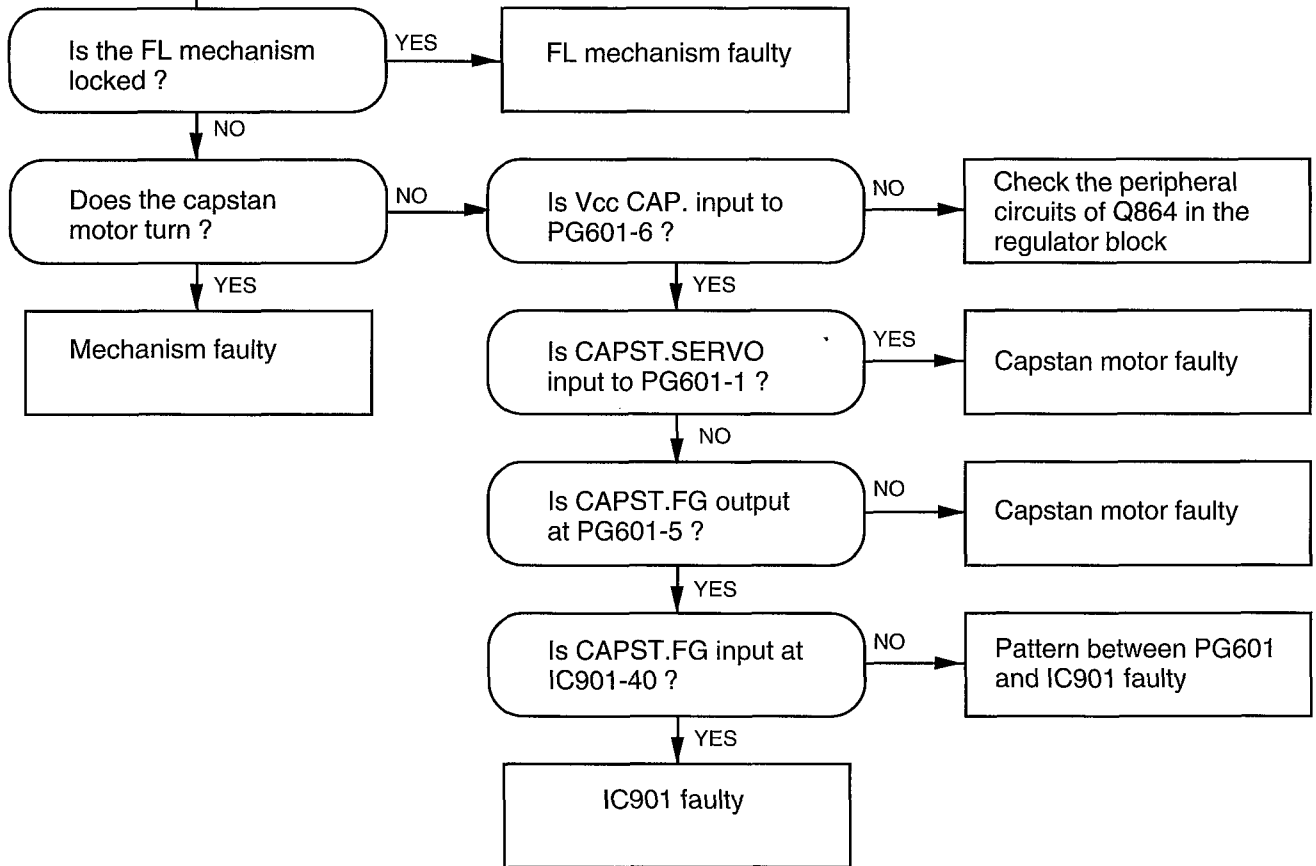 Is the FL mechanism
locked ?
YES
FL mechanism faulty
NO
Does the capstan
motor turn ?
NO
Is Vcc CAP. input to
PG601-6 ?
NO
Check the peripheral
circuits of Q864 in the
regulator block
YES
Mechanism faulty
YES
Is CAPST.SERVO
input to PG601-1 ?
YES
Capstan motor faulty
NO
Is CAPST.FG output
at PG601-5 ?
NO
Capstan motor faulty
YES
Is CAPST.FG input at
IC901-40 ?
NO
Pattern between PG601
and IC901 faulty
YES
IC901 faulty